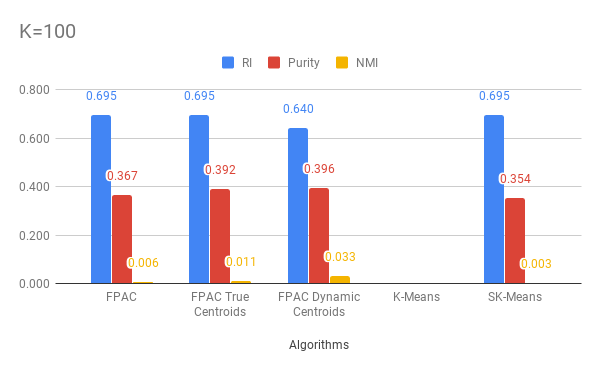 K=100
RI Purity NMI
0.800
0.600
0.400
0.200
0.000
0.695 0.367 0.006
0.695 0.392 0.011
0.640 0.396 0.033
0.695 0.354 0.003
FPAC
FPAC True
Centroids
FPAC Dynamic
Centroids
K-Means
SK-Means
Algorithms